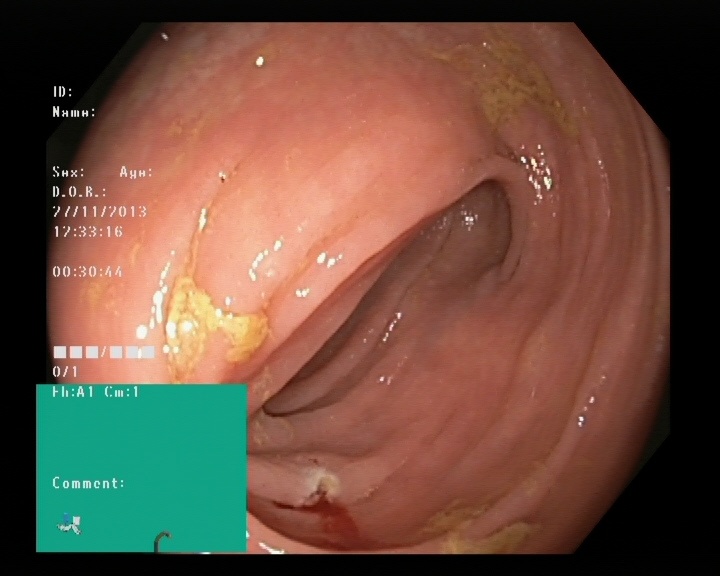 ID:
Name:
Sex: Age:
D.O.B.:
27/11/2013
12:33:16
00:30:44
0/1
Eh:A1 Cm:1
Comment: